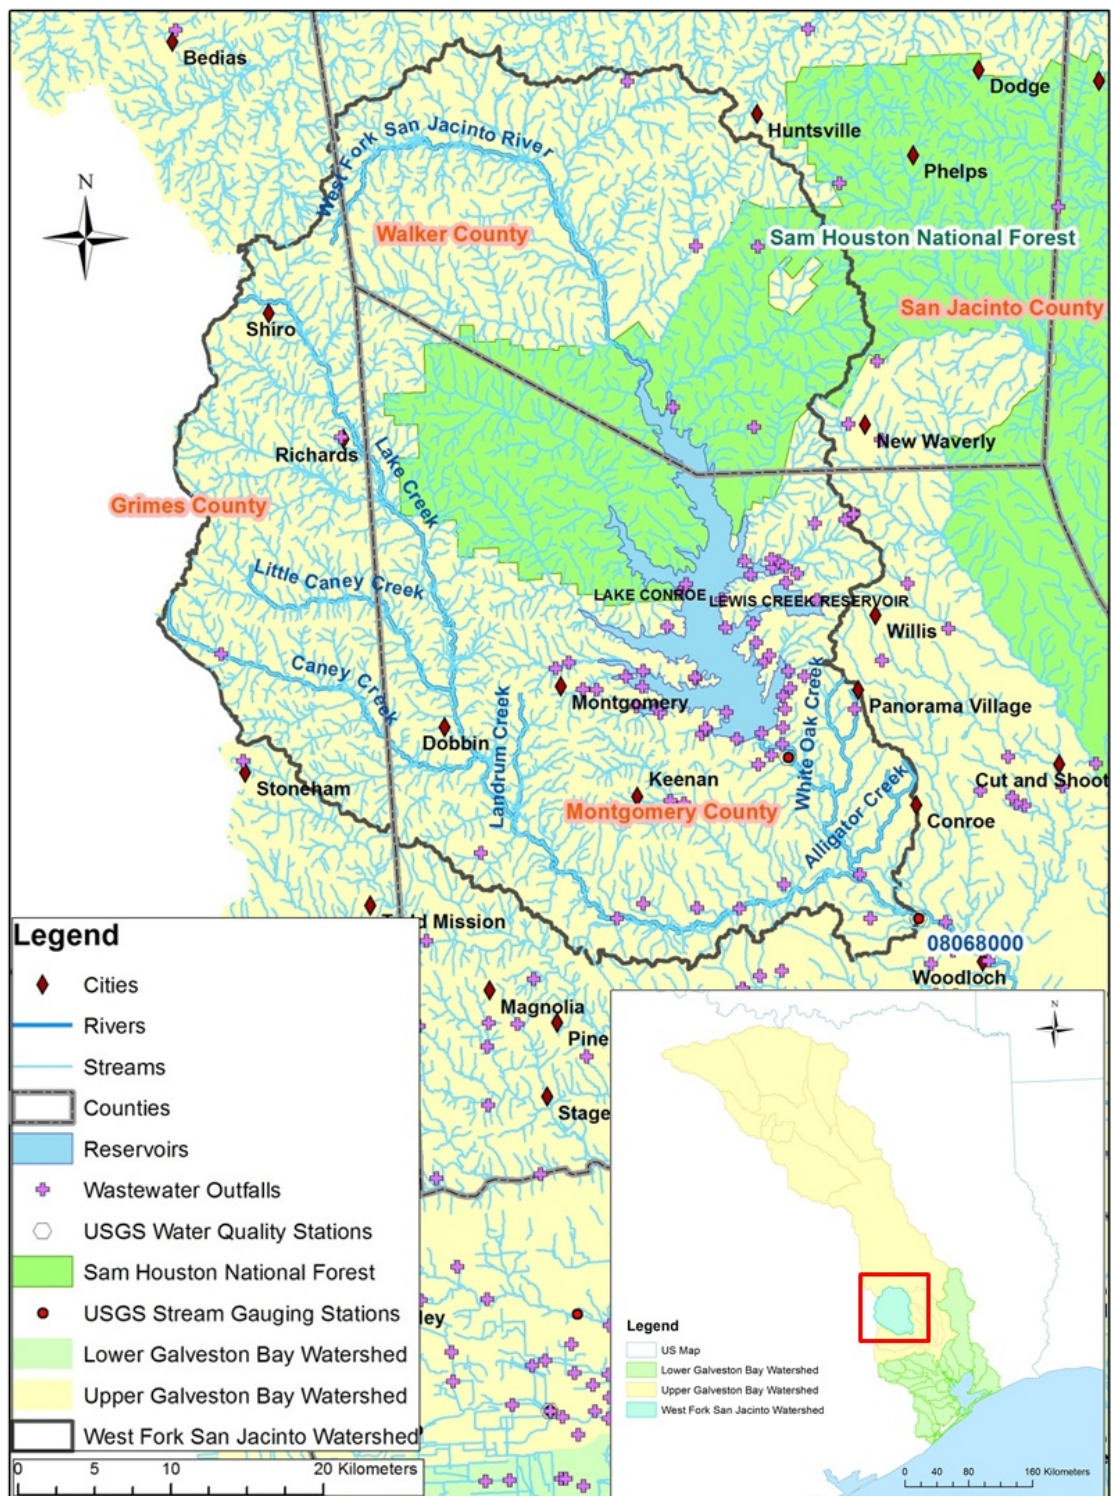 Bedias
Dodge
Huntsville
Phelps
West Fork San Jacinto River
N
Walker County
Sam Houston National Forest
San Jacinto County
Shiro
New Waverly
Richards
Lake Creek
Grimes County
Little Caney Creek
LAKE CONROE
LEWIS CREEK RESERVOIR
Willis
Caney Creek
Montgomery
Panorama Village
Landrum Creek
White Oak Creek
Dobbin
Stoneham
Keenan
Cut and Shoot
Montgomery County
Alligator Creek
Conroe
d Mission
08068000
Woodloch
Magnolia
Pine
Stage
ley
Legend
Cities
Rivers
Streams
Counties
Reservoirs
Wastewater Outfalls
USGS Water Quality Stations
Sam Houston National Forest
USGS Stream Gauging Stations
Lower Galveston Bay Watershed
Upper Galveston Bay Watershed
West Fork San Jacinto Watershed
0 5 10 20 Kilometers
N
Legend
US Map
Lower Galveston Bay Watershed
Upper Galveston Bay Watershed
West Fork San Jacinto Watershed
0 40 80 160 Kilometers